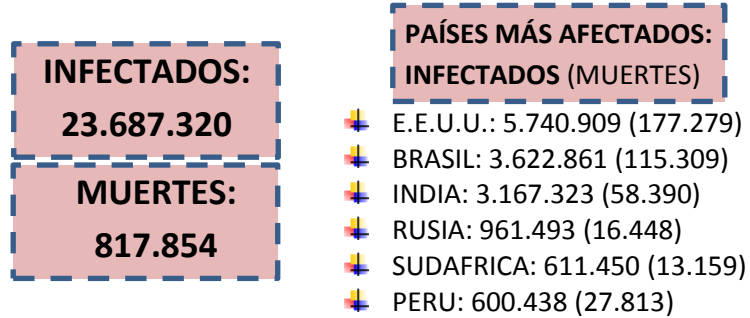 INFECTADOS:
23.687.320
MUERTES:
817.854
PAÍSES MÁS AFECTADOS:
INFECTADOS (MUERTES)
E.E.U.U.: 5.740.909 (177.279)
BRASIL: 3.622.861 (115.309)
INDIA: 3.167.323 (58.390)
RUSIA: 961.493 (16.448)
SUDAFRICA: 611.450 (13.159)
PERU: 600.438 (27.813)